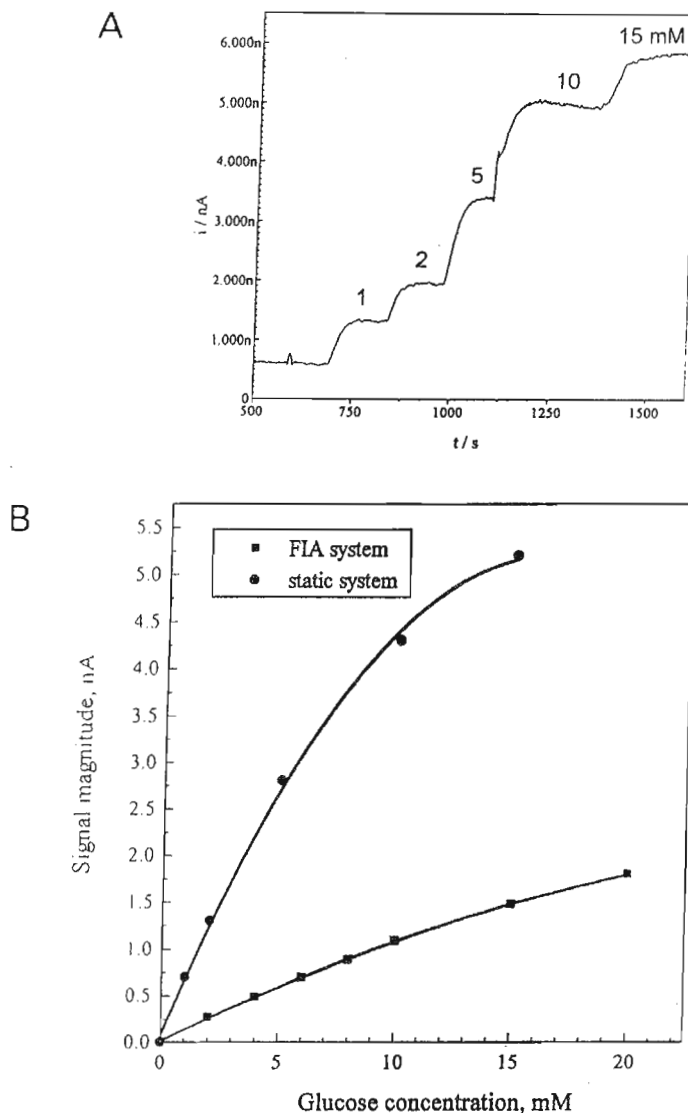 A
15 mM
6.000n
10
5.000n
4.000n
5
3.000n
2
2.000n
1
1.000n
0
i / nA
500 750 1000 1250 1500
t / s
B
FIA system
static system
5.5
5.0
4.5
4.0
3.5
3.0
2.5
2.0
1.5
1.0
0.5
0.0
Signal magnitude, nA
0 5 10 15 20
Glucose concentration, mM